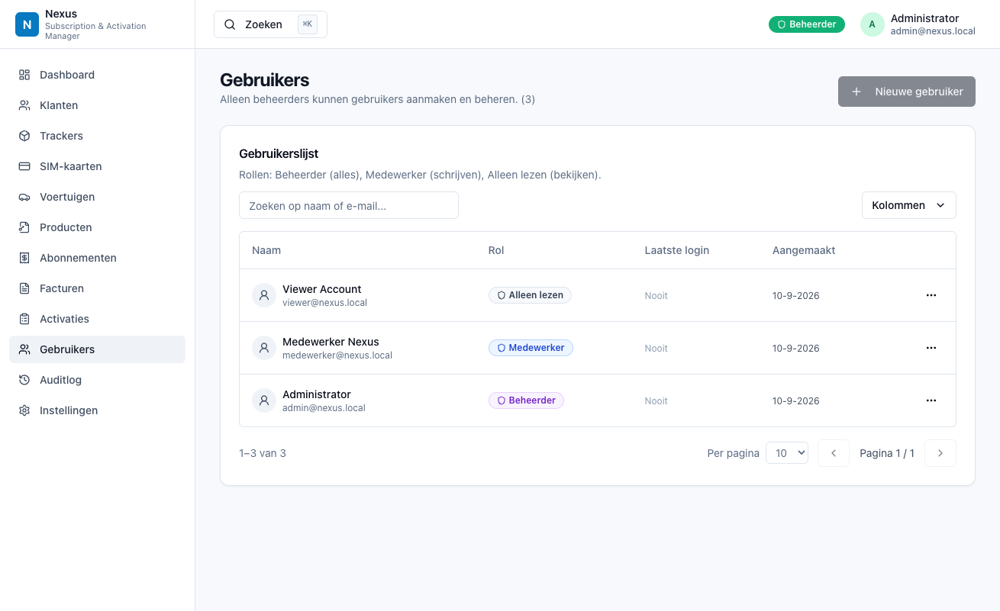 N
Nexus
Subscription & Activation
Manager
Zoeken ⌘K
Beheerder
A
Administrator
admin@nexus.local
Dashboard
Klanten
Trackers
SIM-kaarten
Voertuigen
Producten
Abonnementen
Facturen
Activaties
Gebruikers
Auditlog
Instellingen
Gebruikers
Alleen beheerders kunnen gebruikers aanmaken en beheren. (3)
Nieuwe gebruiker
Gebruikerslijst
Rollen: Beheerder (alles), Medewerker (schrijven), Alleen lezen (bekijken).
Zoeken op naam of e-mail...
Kolommen
Naam Rol Laatste login Aangemaakt
Viewer Account
viewer@nexus.local
Alleen lezen Nooit 10-9-2026
Medewerker Nexus
medewerker@nexus.local
Medewerker Nooit 10-9-2026
Administrator
admin@nexus.local
Beheerder Nooit 10-9-2026
1–3 van 3
Per pagina 10 Pagina 1 / 1